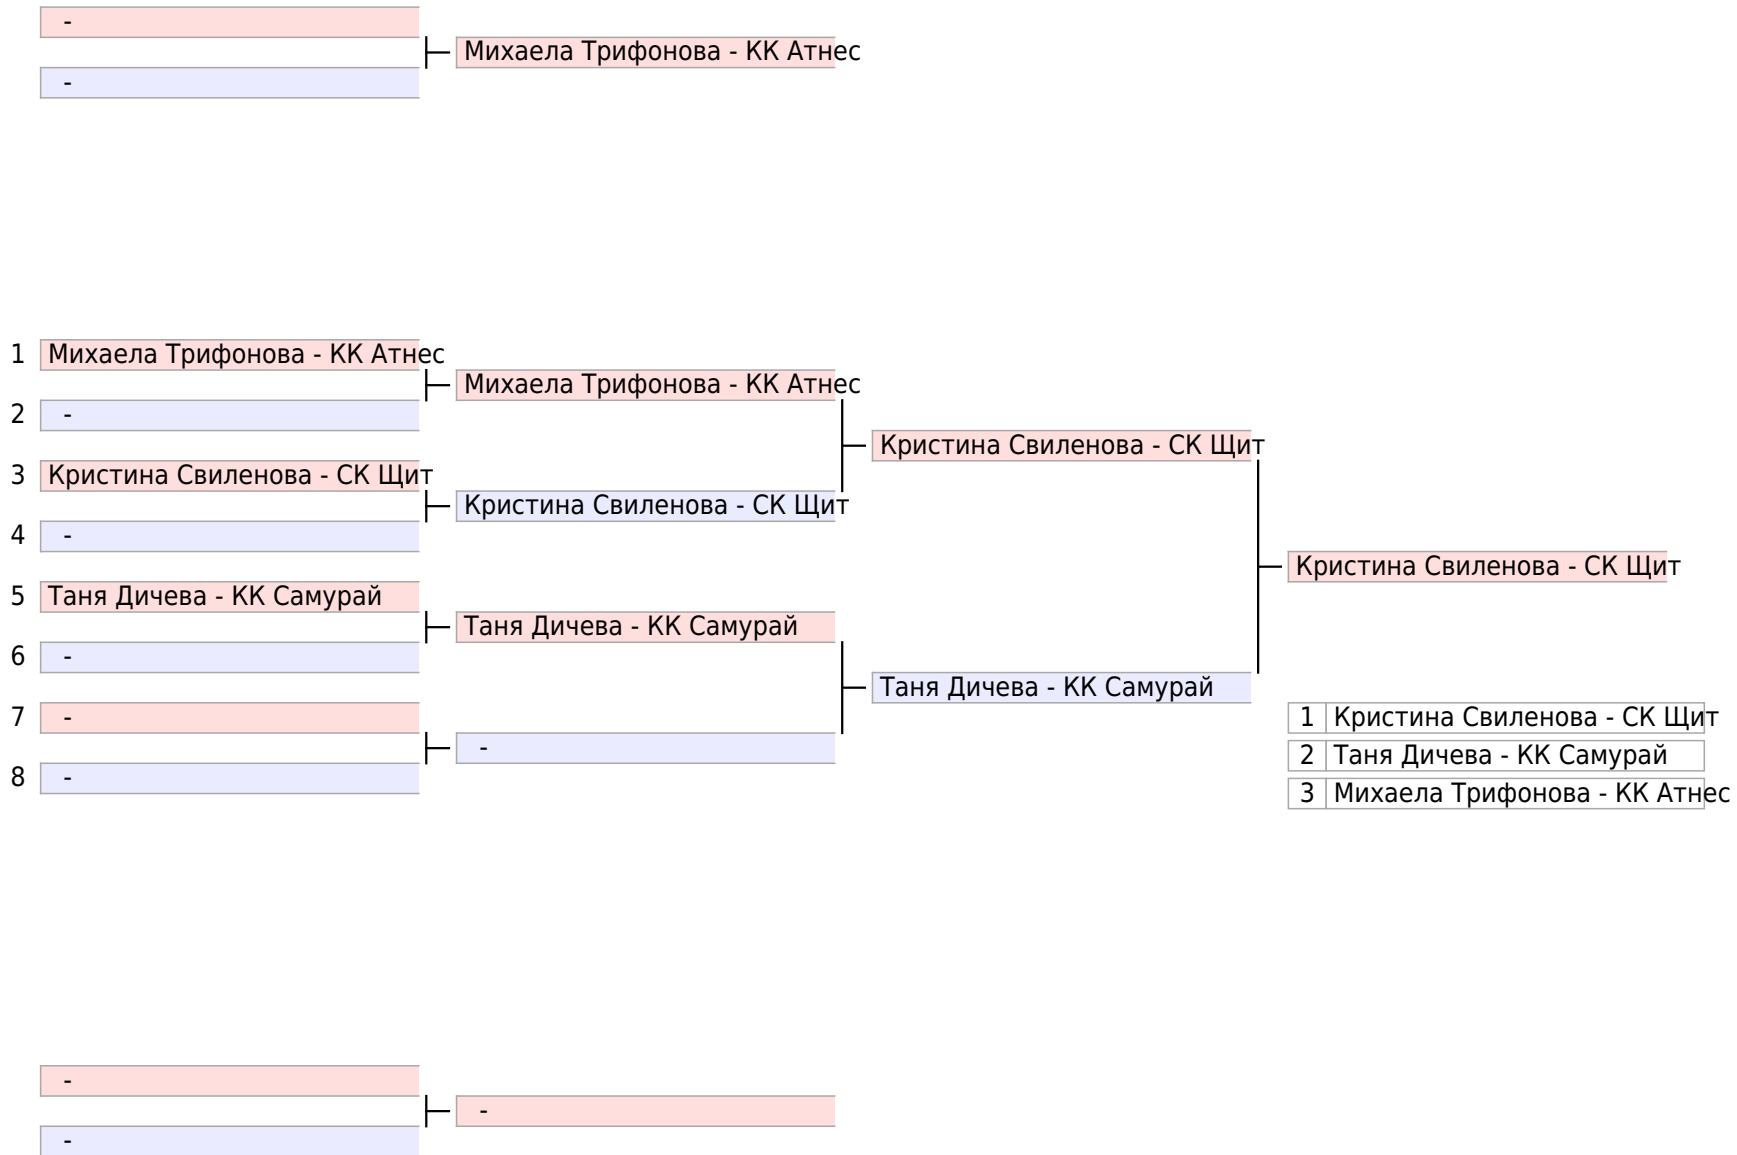 -
Михаела Трифонова - КК Атнес
-
1 Михаела Трифонова - КК Атнес
Михаела Трифонова - КК Атнес
2 -
Кристина Свиленова - СК Щит
3 Кристина Свиленова - СК Щит
Кристина Свиленова - СК Щит
4 -
Кристина Свиленова - СК Щит
5 Таня Дичева - КК Самурай
Таня Дичева - КК Самурай
6 -
Таня Дичева - КК Самурай
7 -
1 Кристина Свиленова - СК Щит
-
2 Таня Дичева - КК Самурай
8 -
3 Михаела Трифонова - КК Атнес
-
-
-